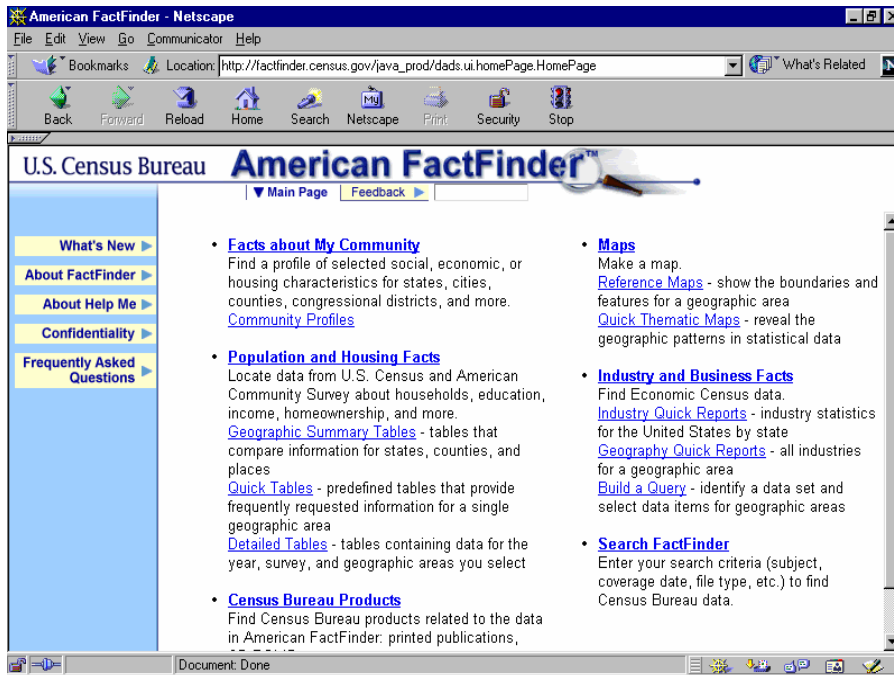 American FactFinder - Netscape
File Edit View Go Communicator Help
Bookmarks Location: http://factfinder.census.gov/java_prod/dads.ui.homePage.HomePage What's Related N
Back Forward Reload Home Search My Netscape Print Security Stop
U.S. Census Bureau American FactFinder™
Main Page Feedback
What's New
About FactFinder
About Help Me
Confidentiality
Frequently Asked
Questions
• Facts about My Community
Find a profile of selected social, economic, or
housing characteristics for states, cities,
counties, congressional districts, and more.
Community Profiles
• Population and Housing Facts
Locate data from U.S. Census and American
Community Survey about households, education,
income, homeownership, and more.
Geographic Summary Tables - tables that
compare information for states, counties, and
places
Quick Tables - predefined tables that provide
frequently requested information for a single
geographic area
Detailed Tables - tables containing data for the
year, survey, and geographic areas you select
• Census Bureau Products
Find Census Bureau products related to the data
in American FactFinder: printed publications,
• Maps
Make a map.
Reference Maps - show the boundaries and
features for a geographic area
Quick Thematic Maps - reveal the
geographic patterns in statistical data
• Industry and Business Facts
Find Economic Census data.
Industry Quick Reports - industry statistics
for the United States by state
Geography Quick Reports - all industries
for a geographic area
Build a Query - identify a data set and
select data items for geographic areas
• Search FactFinder
Enter your search criteria (subject,
coverage date, file type, etc.) to find
Census Bureau data.
Document: Done